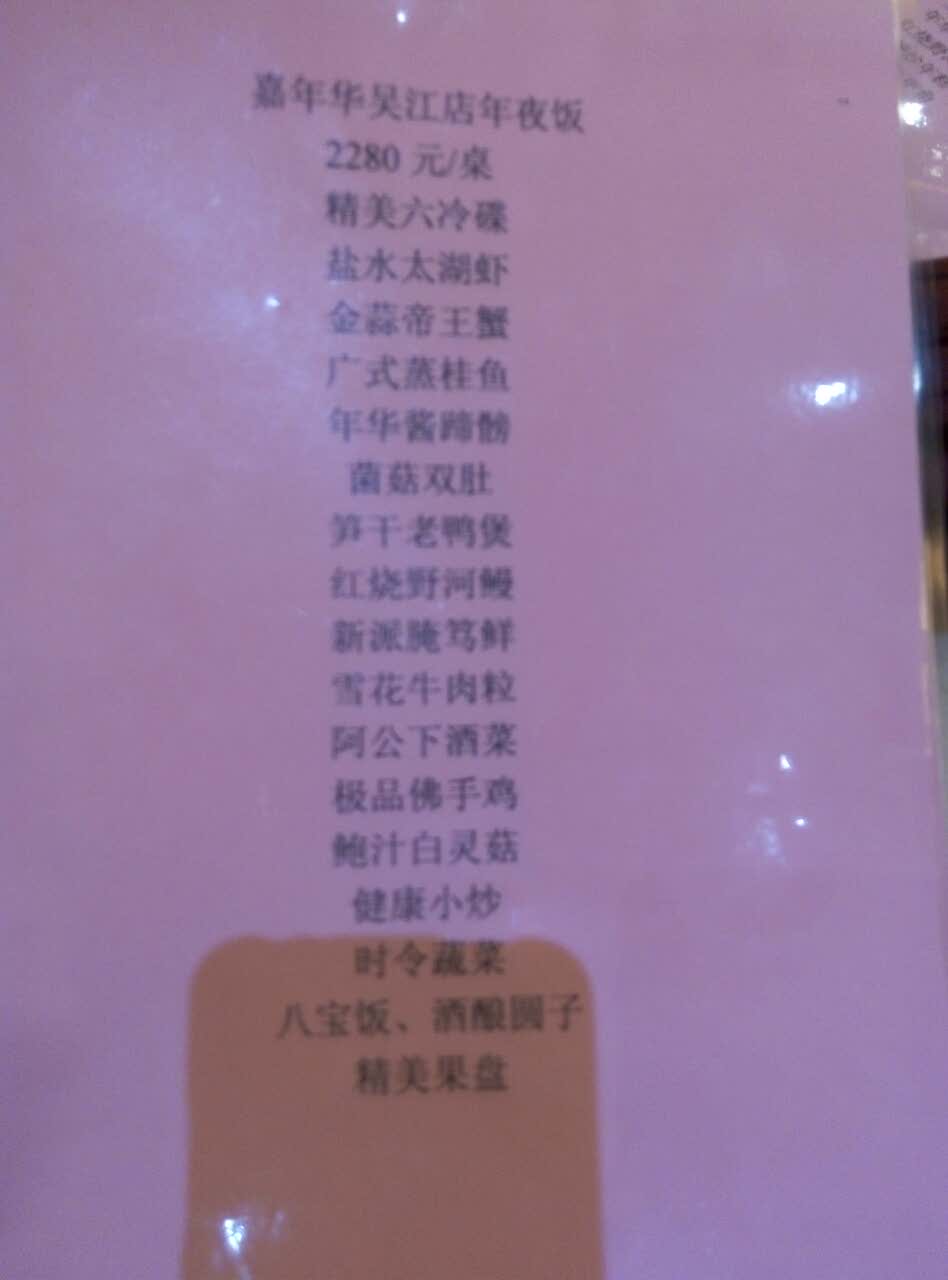 嘉年华吴江店年夜饭
2280 元/桌
精美六冷碟
盐水太湖虾
金蒜帝王蟹
广式蒸桂鱼
年华酱蹄髈
菌菇双肚
笋干老鸭煲
红烧野河鳗
新派腌笃鲜
雪花牛肉粒
阿公下酒菜
极品佛手鸡
鲍汁白灵菇
健康小炒
时令蔬菜
八宝饭、酒酿圆子
精美果盘